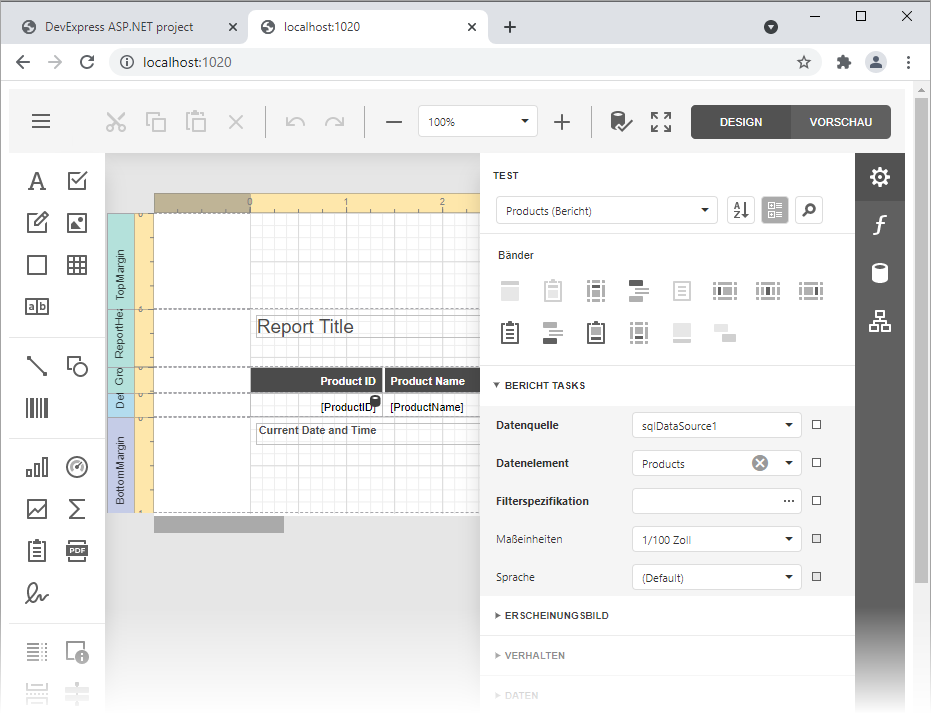 DevExpress ASP.NET project
localhost:1020
localhost:1020
100%
DESIGN
VORSCHAU
TEST
Products (Bericht)
A
Z
Bänder
A
a b
PDF
0 1 2
TopMargin
ReportHe
Gro
Det
BottomMargin
Report Title
Product ID Product Name
[ProductID] [ProductName]
Current Date and Time
BERICHT TASKS
Datenquelle sqlDataSource1
Datenelement Products
Filterspezifikation ...
Maßeinheiten 1/100 Zoll
Sprache (Default)
ERSCHEINUNGSBILD
VERHALTEN
DATEN